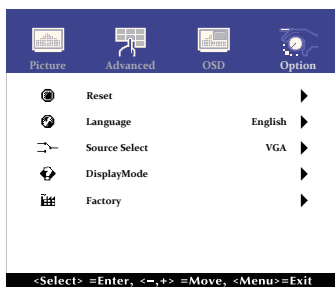 Picture Advanced OSD Option
Reset
Language English
Source Select VGA
DisplayMode
Factory
<Select> =Enter, <−,+> =Move, <Menu>=Exit